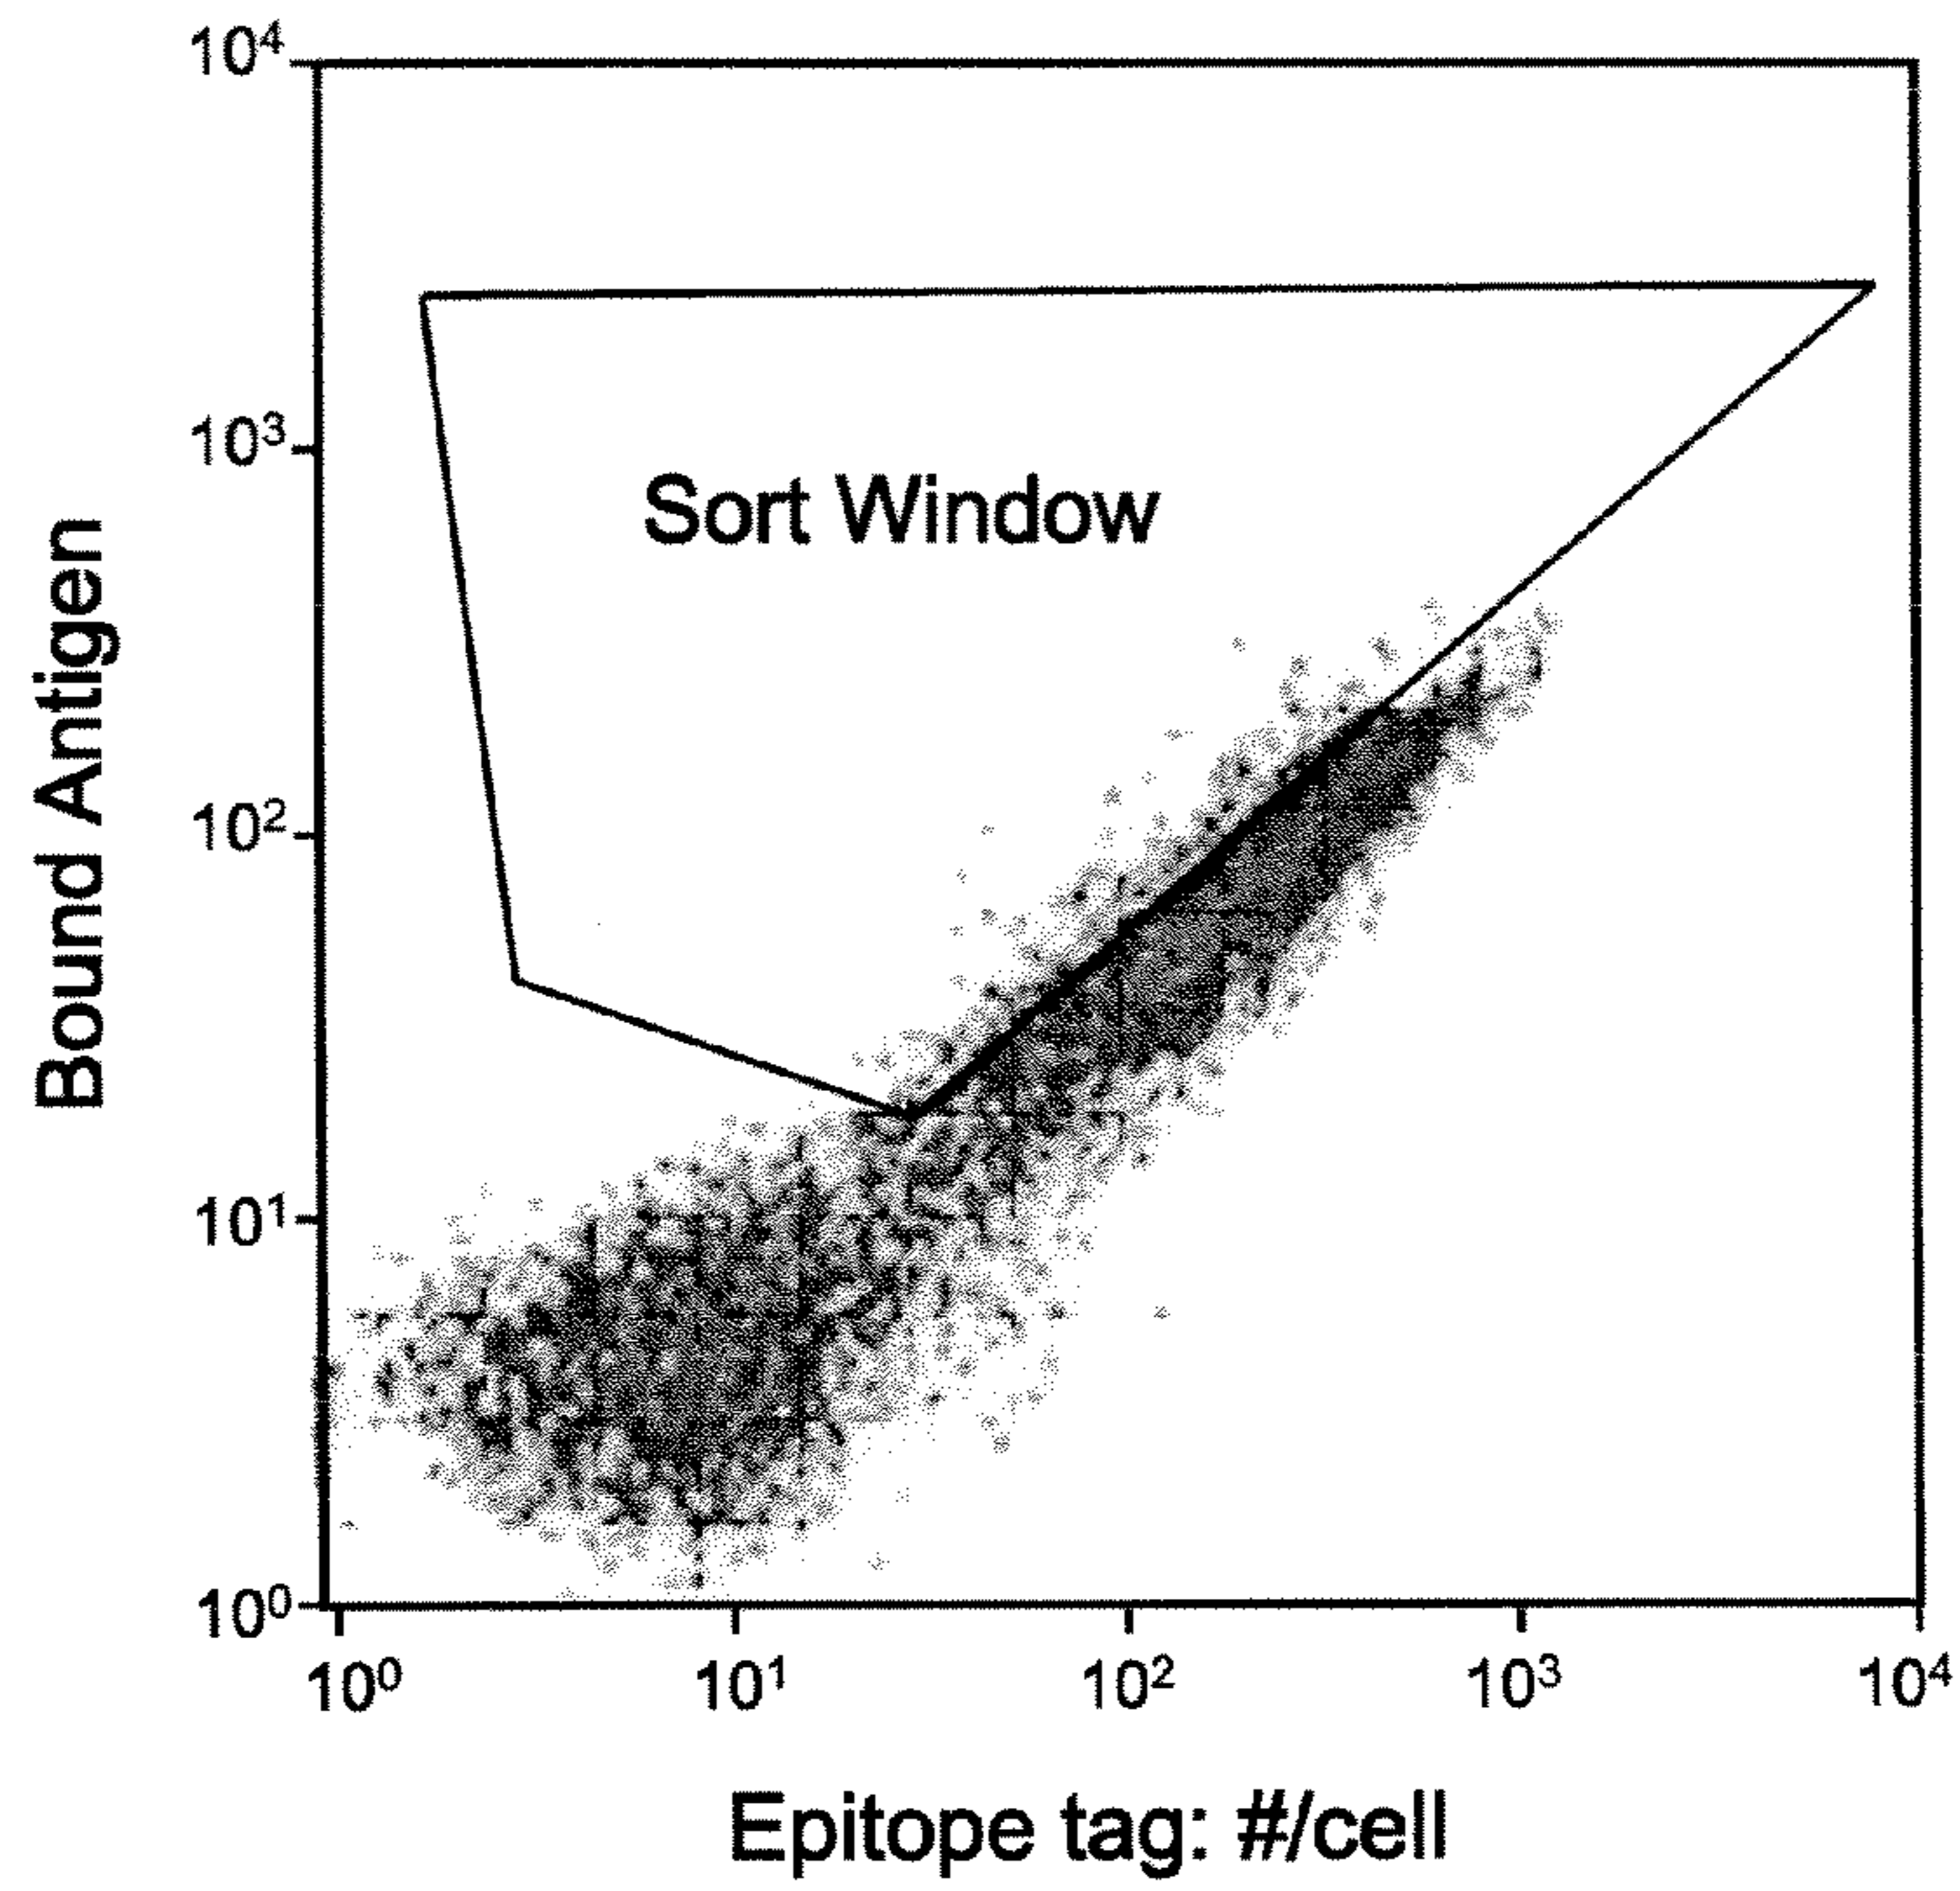 10⁴
10³
Sort Window
10²
10¹
10⁰
Bound Antigen
10⁰ 10¹ 10² 10³ 10⁴
Epitope tag: #/cell